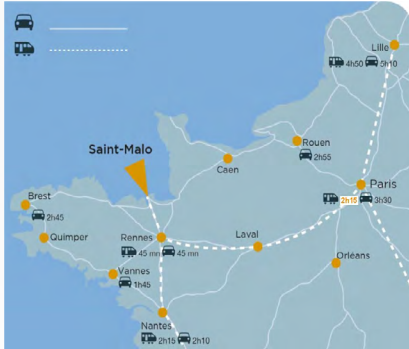 Lille
4h50 5h10
Rouen
2h55
Saint-Malo
Caen
Paris
2h15 3h30
Brest
2h45
Quimper
Rennes
45 mn 45 mn
Laval
Orléans
Vannes
1h45
Nantes
2h15 2h10